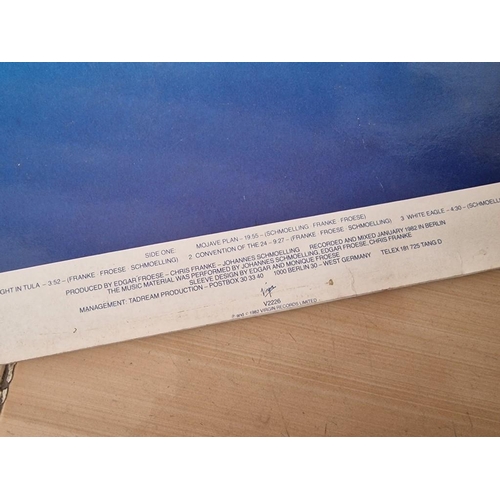 SIDE ONE MOJAVE PLAN – 19.55 – (SCHMOELLING · FRANKE · FROESE)
GHT IN TULA – 3:52 – (FRANKE · FROESE · SCHMOELLING) 2 CONVENTION OF THE 24 – 9:27 – (FRANKE · FROESE · SCHMOELLING) 3 WHITE EAGLE – 4:30 – (SCHMOELL
PRODUCED BY EDGAR FROESE – CHRIS FRANKE – JOHANNES SCHMOELLING RECORDED AND MIXED JANUARY 1982 IN BERLIN
THE MUSIC MATERIAL WAS PERFORMED BY JOHANNES SCHMOELLING, EDGAR FROESE, CHRIS FRANKE
SLEEVE DESIGN BY EDGAR AND MONIQUE FROESE
MANAGEMENT: TADREAM PRODUCTION – POSTBOX 30 33 40 1000 BERLIN 30 – WEST GERMANY TELEX 181 725 TANG D
Virgin
V2226
℗ and © 1982 VIRGIN RECORDS LIMITED